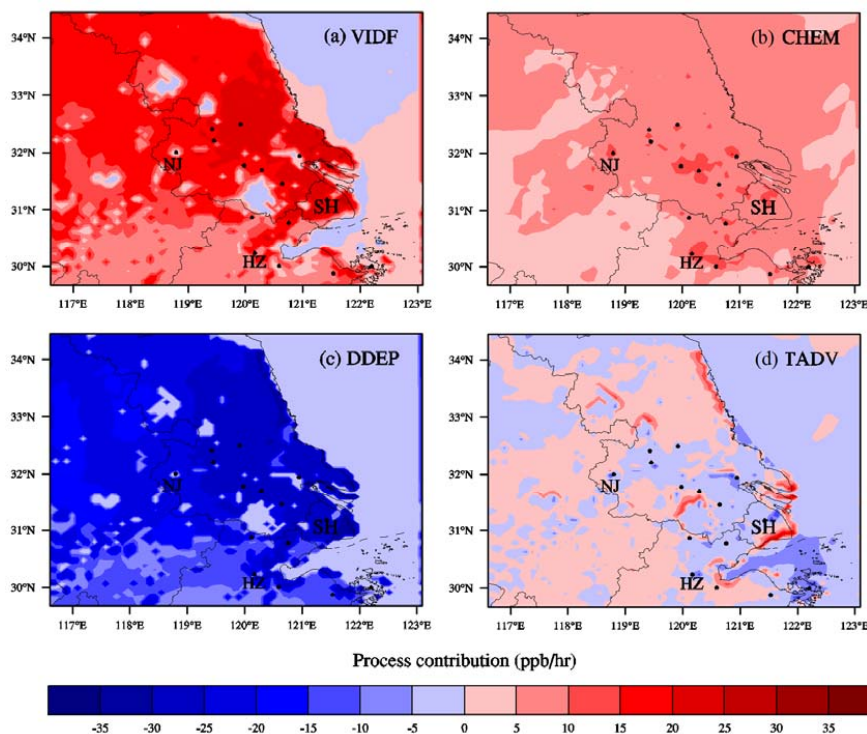 (a) VIDF
(b) CHEM
34°N
33°N
32°N
31°N
30°N
NJ
SH
HZ
117°E 118°E 119°E 120°E 121°E 122°E 123°E
34°N
33°N
32°N
31°N
30°N
NJ
SH
HZ
117°E 118°E 119°E 120°E 121°E 122°E 123°E
(c) DDEP
(d) TADV
34°N
33°N
32°N
31°N
30°N
NJ
SH
HZ
117°E 118°E 119°E 120°E 121°E 122°E 123°E
34°N
33°N
32°N
31°N
30°N
NJ
SH
HZ
117°E 118°E 119°E 120°E 121°E 122°E 123°E
Process contribution (ppb/hr)
-35 -30 -25 -20 -15 -10 -5 0 5 10 15 20 25 30 35